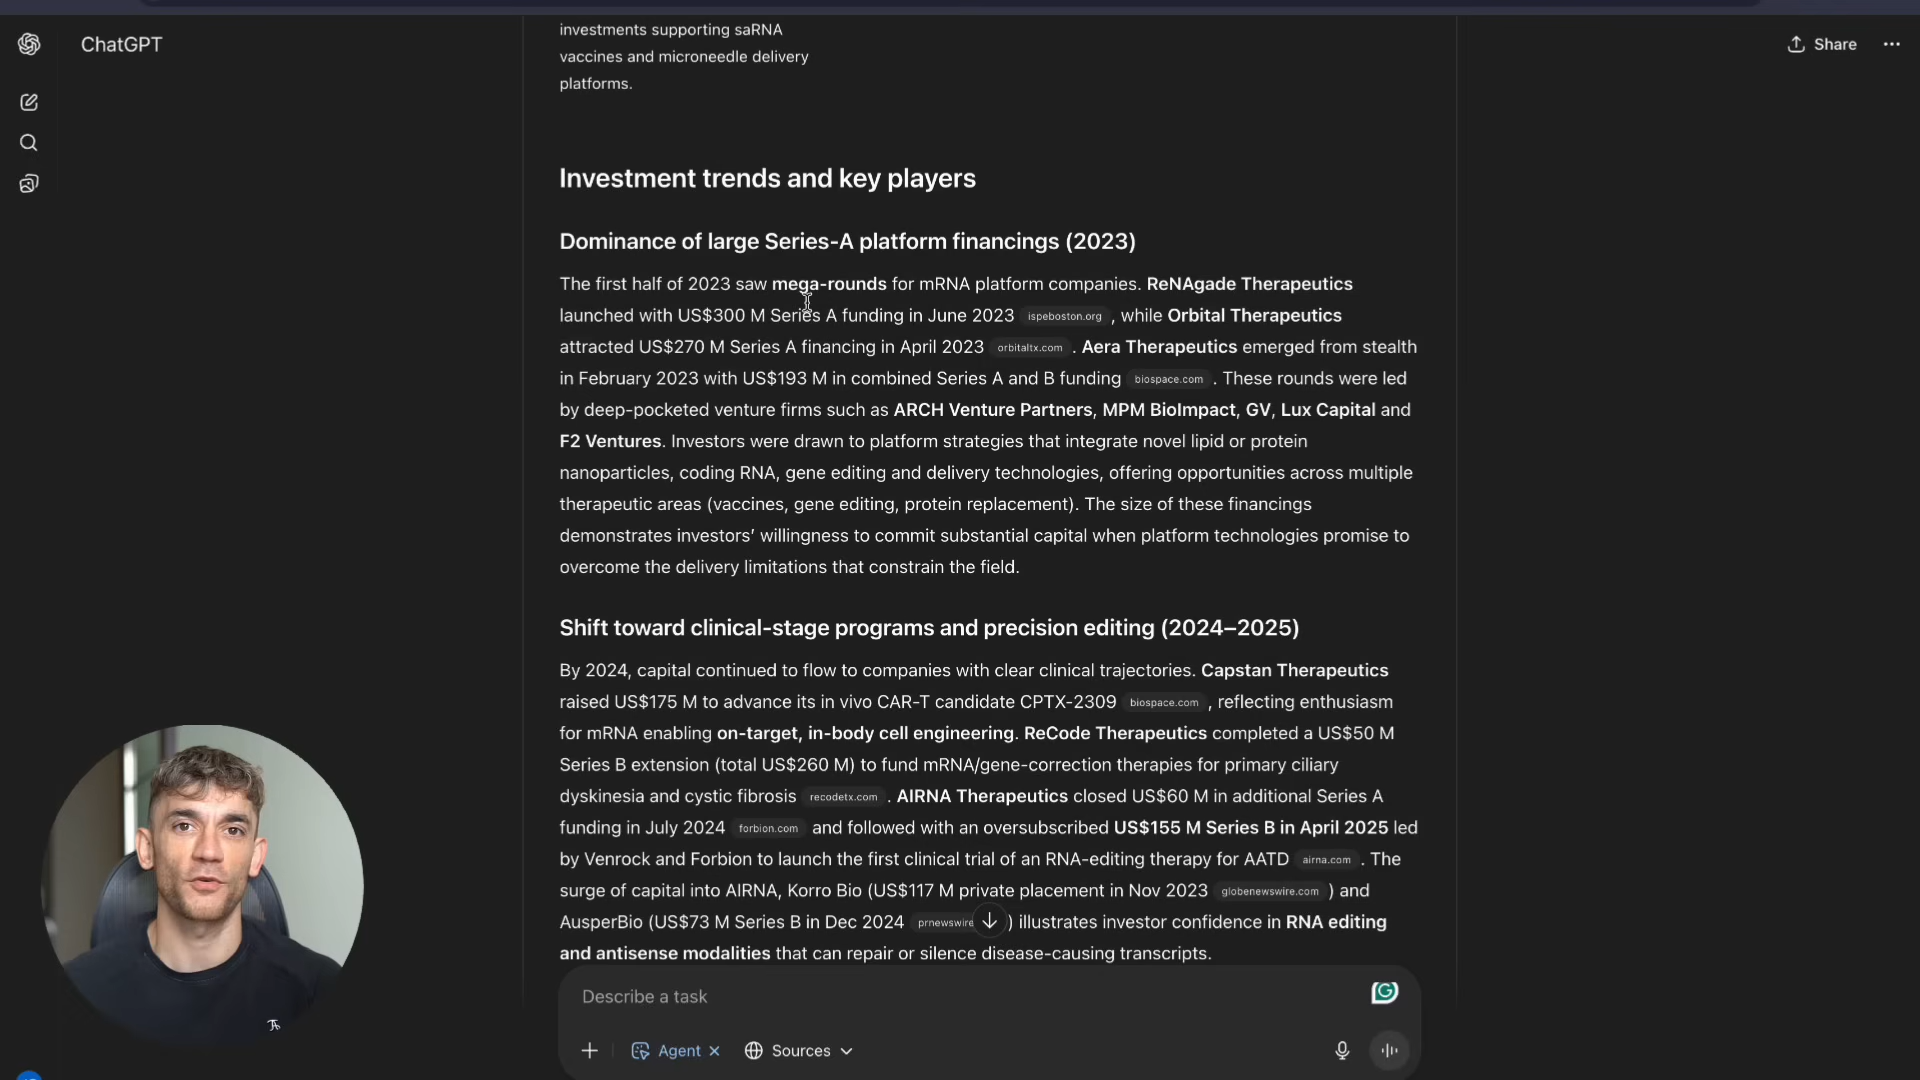 ChatGPT
Share
investments supporting saRNA
vaccines and microneedle delivery
platforms.
Investment trends and key players
Dominance of large Series-A platform financings (2023)
The first half of 2023 saw mega-rounds for mRNA platform companies. ReNAgade Therapeutics
launched with US$300 M Series A funding in June 2023 ispeboston.org , while Orbital Therapeutics
attracted US$270 M Series A financing in April 2023 orbitaltx.com . Aera Therapeutics emerged from stealth
in February 2023 with US$193 M in combined Series A and B funding biospace.com . These rounds were led
by deep-pocketed venture firms such as ARCH Venture Partners, MPM BioImpact, GV, Lux Capital and
F2 Ventures. Investors were drawn to platform strategies that integrate novel lipid or protein
nanoparticles, coding RNA, gene editing and delivery technologies, offering opportunities across multiple
therapeutic areas (vaccines, gene editing, protein replacement). The size of these financings
demonstrates investors’ willingness to commit substantial capital when platform technologies promise to
overcome the delivery limitations that constrain the field.
Shift toward clinical-stage programs and precision editing (2024–2025)
By 2024, capital continued to flow to companies with clear clinical trajectories. Capstan Therapeutics
raised US$175 M to advance its in vivo CAR-T candidate CPTX-2309 biospace.com , reflecting enthusiasm
for mRNA enabling on-target, in-body cell engineering. ReCode Therapeutics completed a US$50 M
Series B extension (total US$260 M) to fund mRNA/gene-correction therapies for primary ciliary
dyskinesia and cystic fibrosis recodetx.com . AIRNA Therapeutics closed US$60 M in additional Series A
funding in July 2024 forbion.com and followed with an oversubscribed US$155 M Series B in April 2025 led
by Venrock and Forbion to launch the first clinical trial of an RNA-editing therapy for AATD airna.com . The
surge of capital into AIRNA, Korro Bio (US$117 M private placement in Nov 2023 globenewswire.com ) and
AusperBio (US$73 M Series B in Dec 2024 prnewswire ) illustrates investor confidence in RNA editing
and antisense modalities that can repair or silence disease-causing transcripts.
Describe a task
Agent
Sources